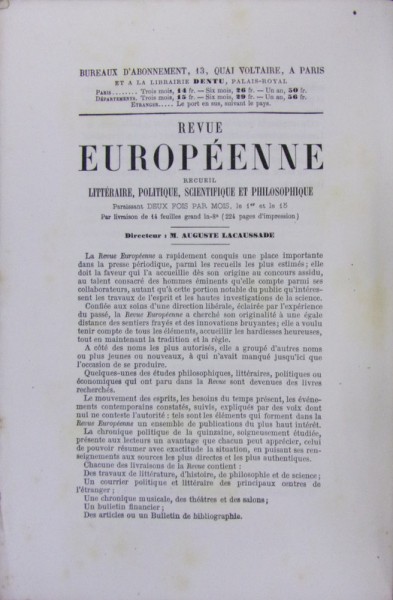 BUREAUX D'ABONNEMENT, 13, QUAI VOLTAIRE, A PARIS
ET A LA LIBRAIRIE DENTU, PALAIS-ROYAL
PARIS........ Trois mois, 14 fr. — Six mois, 26 fr. — Un an, 50 fr.
DÉPARTEMENTS. Trois mois, 15 fr. — Six mois, 29 fr. — Un an, 56 fr.
ÉTRANGER..... Le port en sus, suivant le pays.
REVUE
EUROPÉENNE
RECUEIL
LITTÉRAIRE, POLITIQUE, SCIENTIFIQUE ET PHILOSOPHIQUE
Paraissant DEUX FOIS PAR MOIS, le 1er et le 15
Par livraison de 14 feuilles grand in-8° (224 pages d'impression)
Directeur : M. AUGUSTE LACAUSSADE
La Revue Européenne a rapidement conquis une place importante
dans la presse périodique, parmi les recueils les plus estimés ; elle
doit la faveur qui l'a accueillie dès son origine au concours assidu,
au talent consacré des hommes éminents qu'elle compte parmi ses
collaborateurs, autant qu'à cette portion notable du public qu'intéres-
sent les travaux de l'esprit et les hautes investigations de la science.
Confiée aux soins d'une direction libérale, éclairée par l'expérience
du passé, la Revue Européenne a cherché son originalité à une égale
distance des sentiers frayés et des innovations bruyantes ; elle a voulu
tenir compte de tous les éléments, accueillir les hardiesses heureuses,
tout en maintenant la tradition et la règle.
A côté des noms les plus autorisés, elle a groupé d'autres noms
ou plus jeunes ou nouveaux, à qui n'avait manqué jusqu'ici que
l'occasion de se produire.
Quelques-unes des études philosophiques, littéraires, politiques ou
économiques qui ont paru dans la Revue sont devenues des livres
recherchés.
Le mouvement des esprits, les besoins du temps présent, les événe-
ments contemporains constatés, suivis, expliqués par des voix dont
nul ne conteste l'autorité : tels sont les éléments qui forment dans la
Revue Européenne un ensemble de publications du plus haut intérêt.
La chronique politique de la quinzaine, soigneusement étudiée,
présente aux lecteurs un avantage que chacun peut apprécier, celui
de pouvoir résumer avec exactitude la situation, en puisant ses ren-
seignements aux sources les plus directes et les plus authentiques.
Chacune des livraisons de la Revue contient :
Des travaux de littérature, d'histoire, de philosophie et de science ;
Un courrier politique et littéraire des principaux centres de
l'étranger ;
Une chronique musicale, des théâtres et des salons ;
Un bulletin financier ;
Des articles ou un Bulletin de bibliographie.